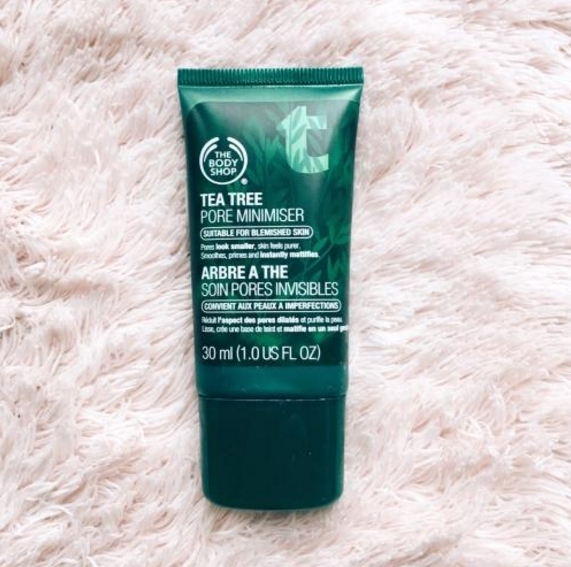 t
THE
BODY
SHOP
®
TEA TREE
PORE MINIMISER
SUITABLE FOR BLEMISHED SKIN
Pores look smaller, skin feels purer.
Smoothes, primes and instantly mattifies.
ARBRE A THE
SOIN PORES INVISIBLES
CONVIENT AUX PEAUX A IMPERFECTIONS
Réduit l'aspect des pores dilatés et purifie la peau.
Lisse, crée une base de teint et matifie en un seul
30 ml (1.0 US FL OZ)